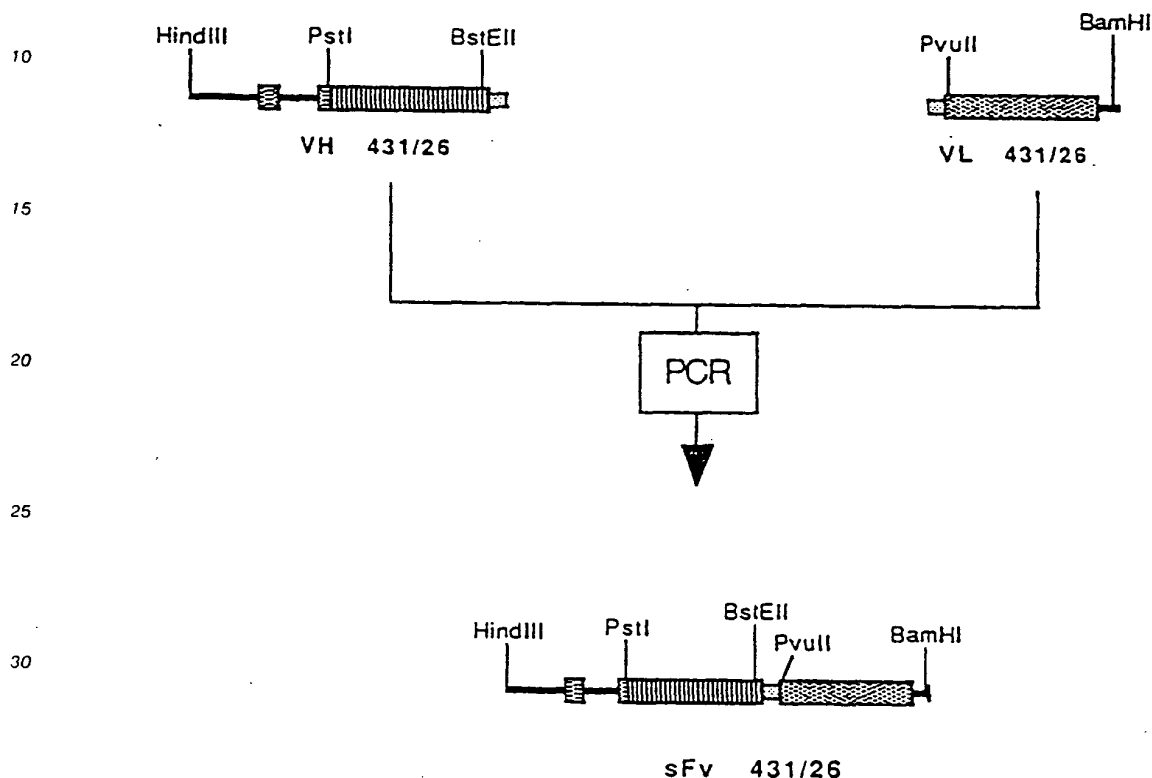 BamHI
HindIII PstI BstEII PvuII
10
VH 431/26 VL 431/26
15
20
PCR
25
BstEII
HindIII PstI PvuII BamHI
30
sFv 431/26